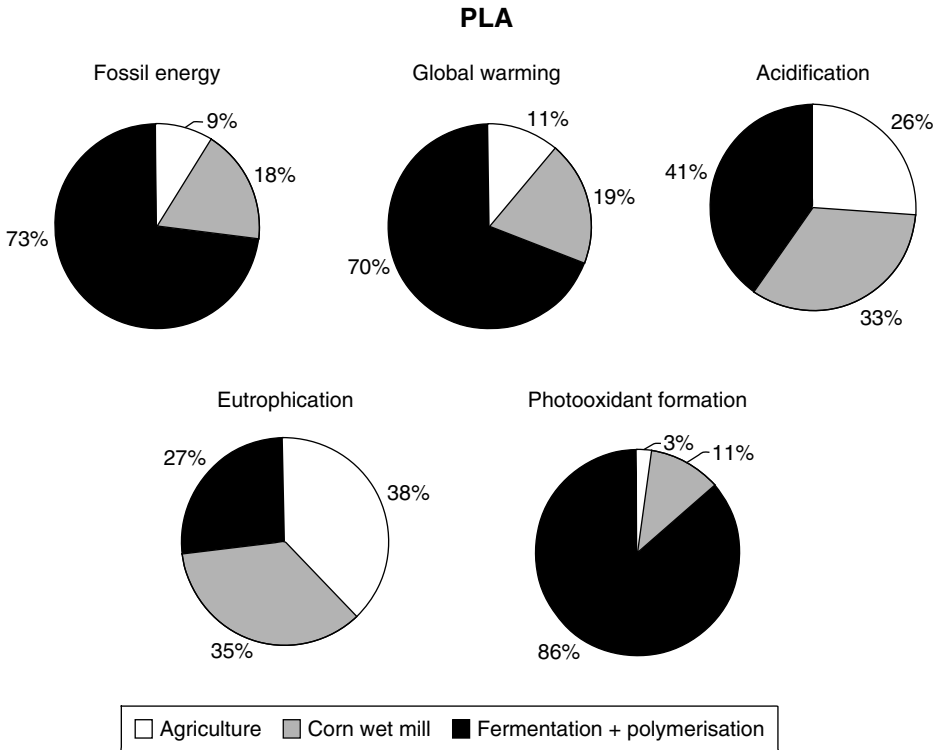 PLA
Fossil energy
9%
18%
73%
Global warming
11%
19%
70%
Acidification
26%
41%
33%
Eutrophication
27%
38%
35%
Photooxidant formation
3%
11%
86%
Agriculture Corn wet mill Fermentation + polymerisation